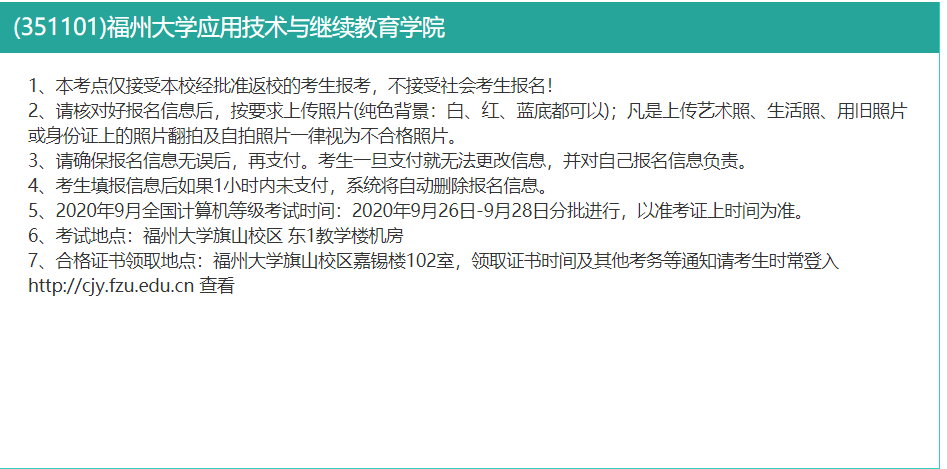 (351101)福州大学应用技术与继续教育学院
1、本考点仅接受本校经批准返校的考生报考，不接受社会考生报名！
2、请核对好报名信息后，按要求上传照片(纯色背景：白、红、蓝底都可以)；凡是上传艺术照、生活照、用旧照片
或身份证上的照片翻拍及自拍照片一律视为不合格照片。
3、请确保报名信息无误后，再支付。考生一旦支付就无法更改信息，并对自己报名信息负责。
4、考生填报信息后如果1小时内未支付，系统将自动删除报名信息。
5、2020年9月全国计算机等级考试时间：2020年9月26日-9月28日分批进行，以准考证上时间为准。
6、考试地点：福州大学旗山校区 东1教学楼机房
7、合格证书领取地点：福州大学旗山校区嘉锡楼102室，领取证书时间及其他考务等通知请考生时常登入
http://cjy.fzu.edu.cn 查看